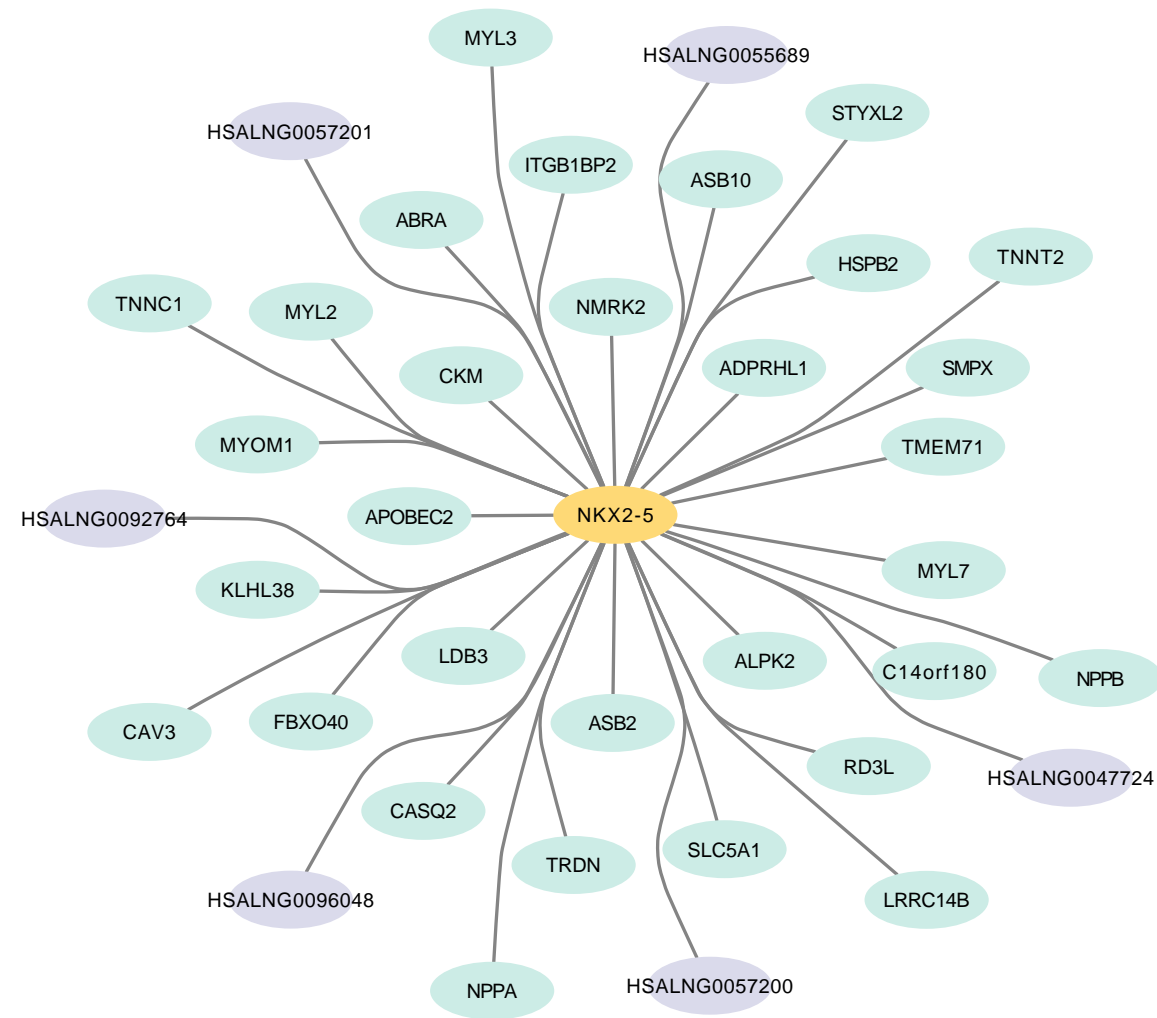 MYL3
HSALNG0055689
STYXL2
HSALNG0057201
ITGB1BP2
ASB10
ABRA
TNNT2
HSPB2
TNNC1
MYL2
NMRK2
CKM
ADPRHL1
SMPX
MYOM1
TMEM71
HSALNG0092764
APOBEC2
NKX2-5
MYL7
KLHL38
LDB3
ALPK2
C14orf180
NPPB
CAV3
FBXO40
ASB2
RD3L
HSALNG0047724
CASQ2
SLC5A1
TRDN
HSALNG0096048
LRRC14B
NPPA
HSALNG0057200